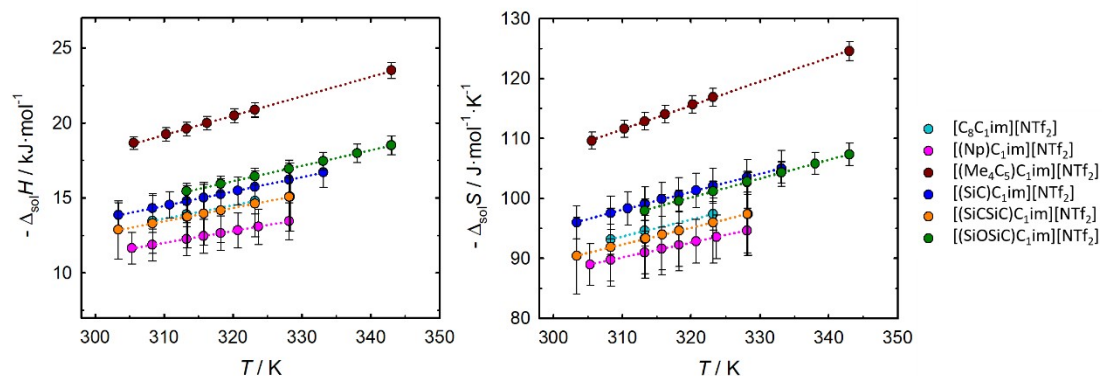 25
20
15
10
- ΔsolH / kJ·mol⁻¹
300 310 320 330 340 350
T / K
130
120
110
100
90
80
- ΔsolS / J·mol⁻¹·K⁻¹
300 310 320 330 340 350
T / K
[C₈C₁im][NTf₂]
[(Np)C₁im][NTf₂]
[(Me₄C₅)C₁im][NTf₂]
[(SiC)C₁im][NTf₂]
[(SiCSiC)C₁im][NTf₂]
[(SiOSiC)C₁im][NTf₂]